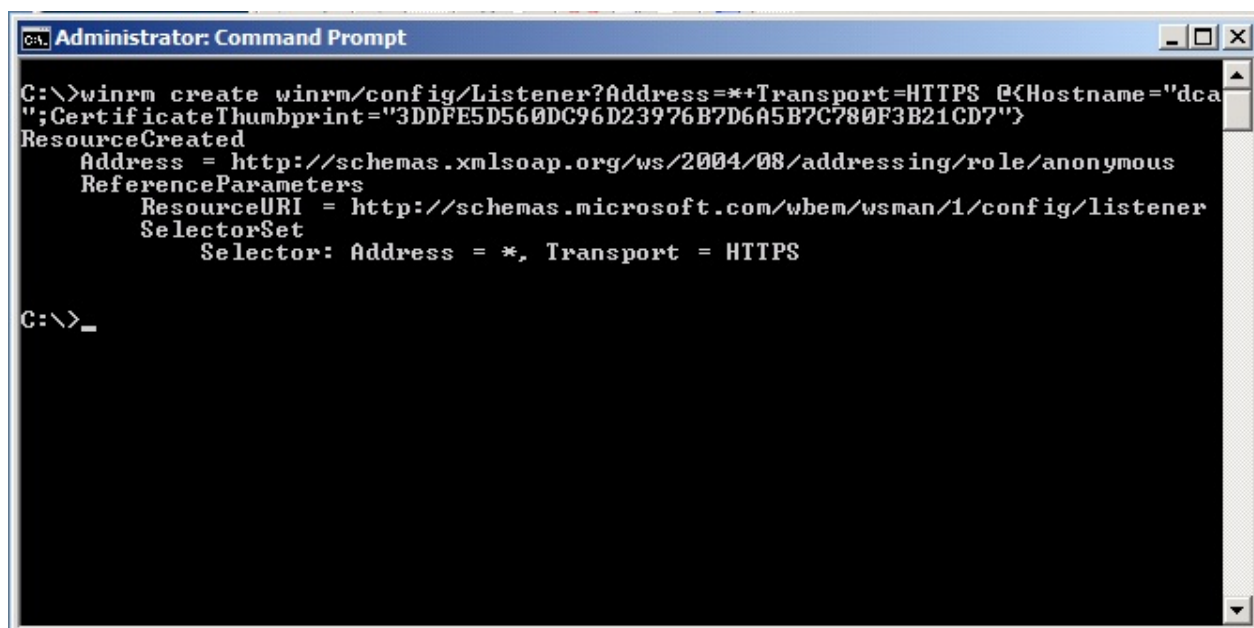 Administrator: Command Prompt
C:\>winrm create winrm/config/Listener?Address=*+Transport=HTTPS @{Hostname="dca
";CertificateThumbprint="3DDFE5D560DC96D23976B7D6A5B7C780F3B21CD7"}
ResourceCreated
    Address = http://schemas.xmlsoap.org/ws/2004/08/addressing/role/anonymous
    ReferenceParameters
        ResourceURI = http://schemas.microsoft.com/wbem/wsman/1/config/listener
        SelectorSet
            Selector: Address = *, Transport = HTTPS
C:\>_